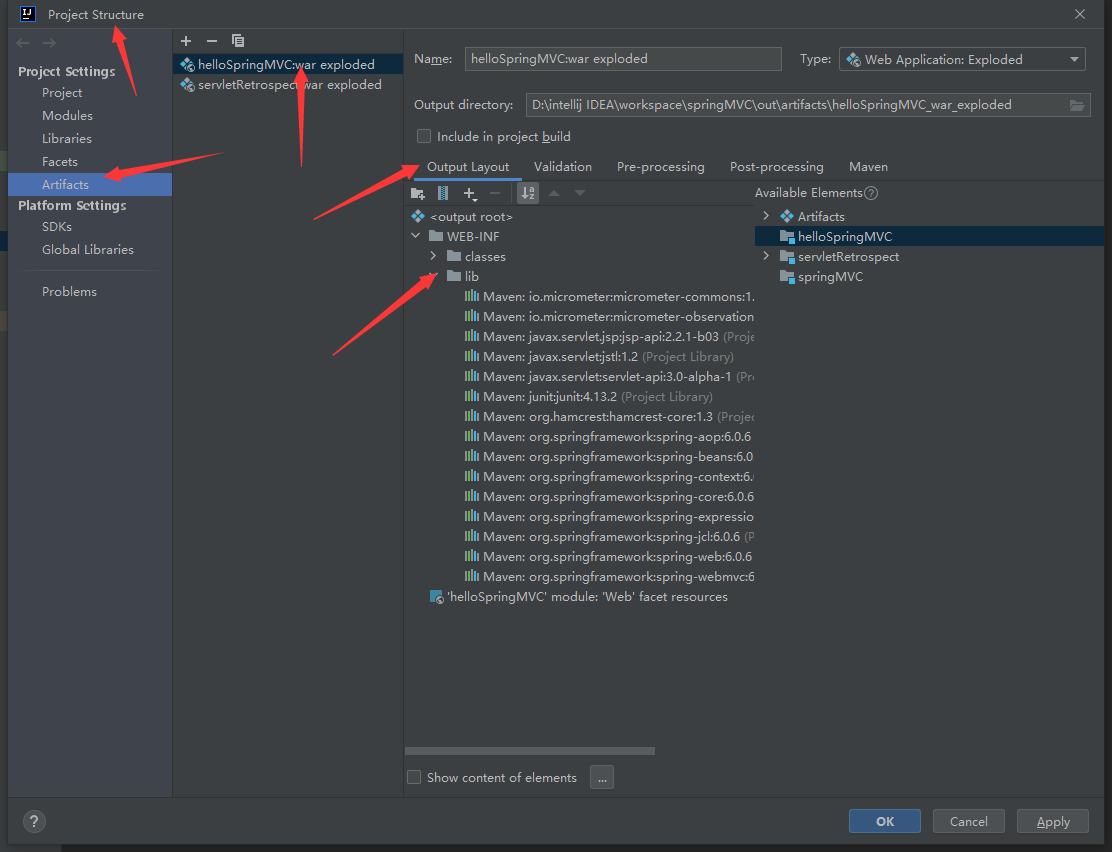 Project Structure
Project Settings
Project
Modules
Libraries
Facets
Artifacts
Platform Settings
SDKs
Global Libraries
Problems
helloSpringMVC:war exploded
servletRetrospect:war exploded
Name: helloSpringMVC:war exploded
Type: Web Application: Exploded
Output directory: D:\intellij IDEA\workspace\springMVC\out\artifacts\helloSpringMVC_war_exploded
Include in project build
Output Layout Validation Pre-processing Post-processing Maven
<output root>
WEB-INF
classes
lib
Maven: io.micrometer:micrometer-commons:1.
Maven: io.micrometer:micrometer-observation
Maven: javax.servlet.jsp:jsp-api:2.2.1-b03 (Proje
Maven: javax.servlet:jstl:1.2 (Project Library)
Maven: javax.servlet:servlet-api:3.0-alpha-1 (Pr
Maven: junit:junit:4.13.2 (Project Library)
Maven: org.hamcrest:hamcrest-core:1.3 (Projec
Maven: org.springframework:spring-aop:6.0.6
Maven: org.springframework:spring-beans:6.0
Maven: org.springframework:spring-context:6.
Maven: org.springframework:spring-core:6.0.6
Maven: org.springframework:spring-expressio
Maven: org.springframework:spring-jcl:6.0.6 (P
Maven: org.springframework:spring-web:6.0.6
Maven: org.springframework:spring-webmvc:6
'helloSpringMVC' module: 'Web' facet resources
Available Elements
Artifacts
helloSpringMVC
servletRetrospect
springMVC
Show content of elements ...
? OK Cancel Apply